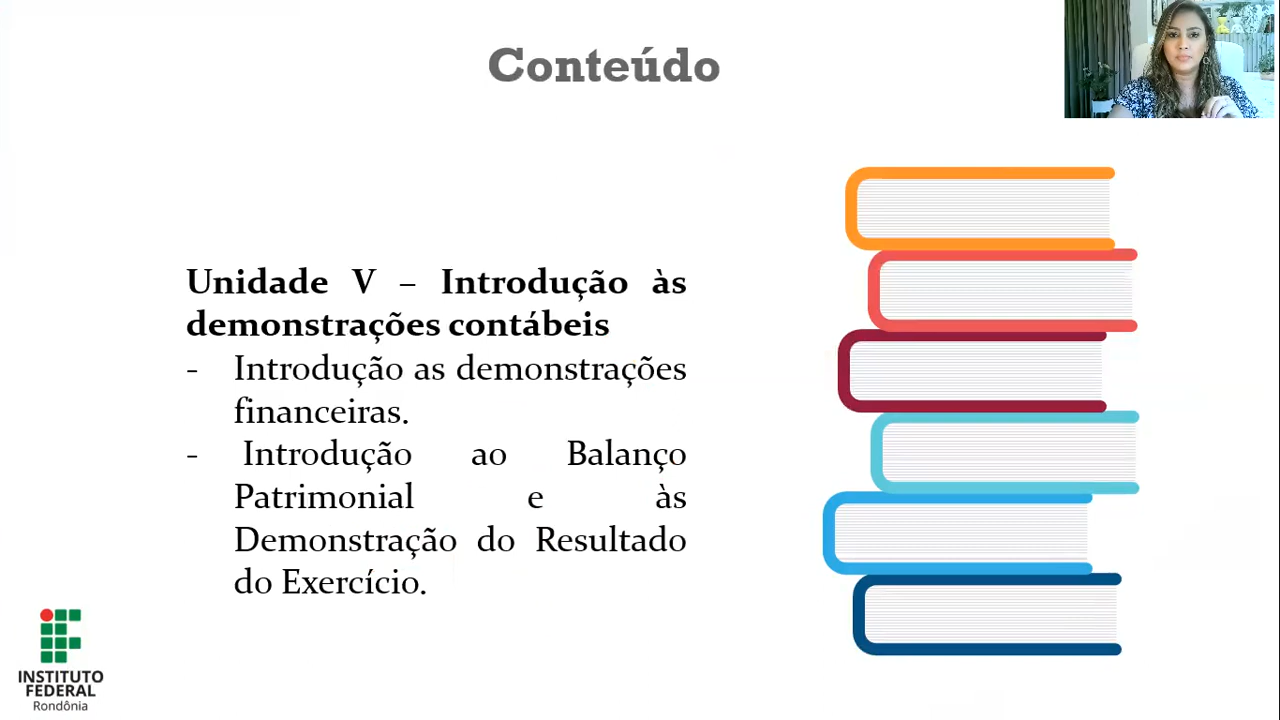 Conteúdo
Unidade V – Introdução às
demonstrações contábeis
- Introdução as demonstrações
financeiras.
- Introdução ao Balanço
Patrimonial e às
Demonstração do Resultado
do Exercício.
INSTITUTO
FEDERAL
Rondônia